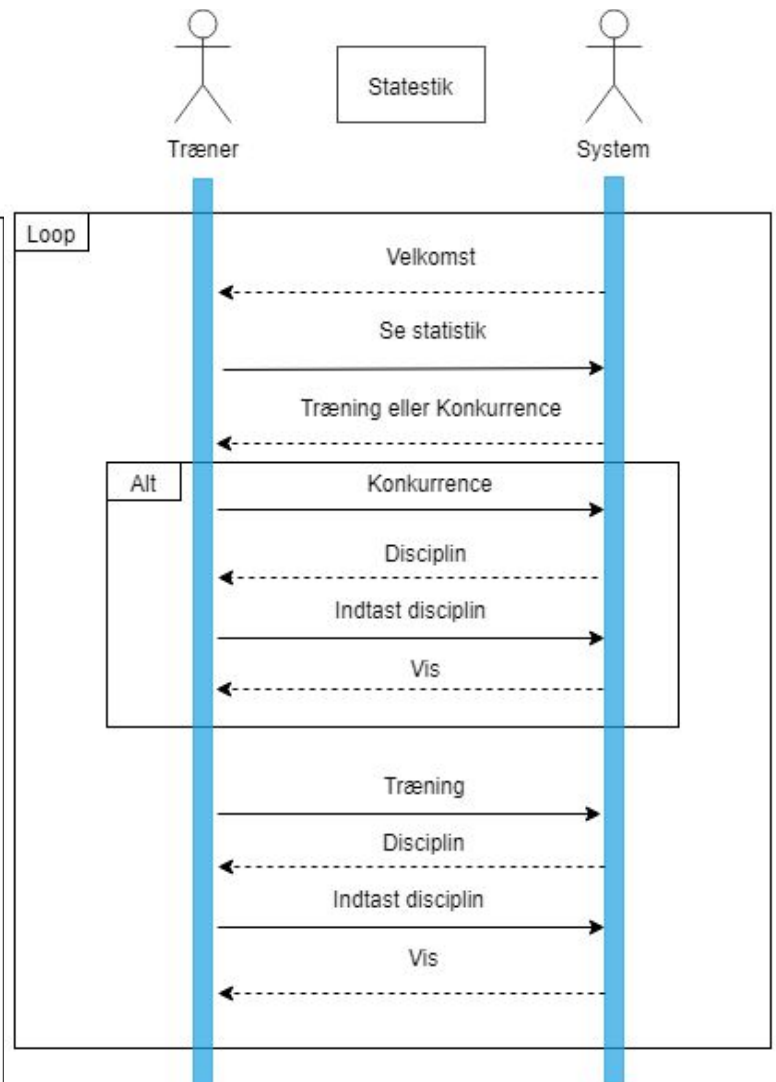 Statestik
Træner
System
Loop
Velkomst
Se statistik
Træning eller Konkurrence
Alt
Konkurrence
Disciplin
Indtast disciplin
Vis
Træning
Disciplin
Indtast disciplin
Vis